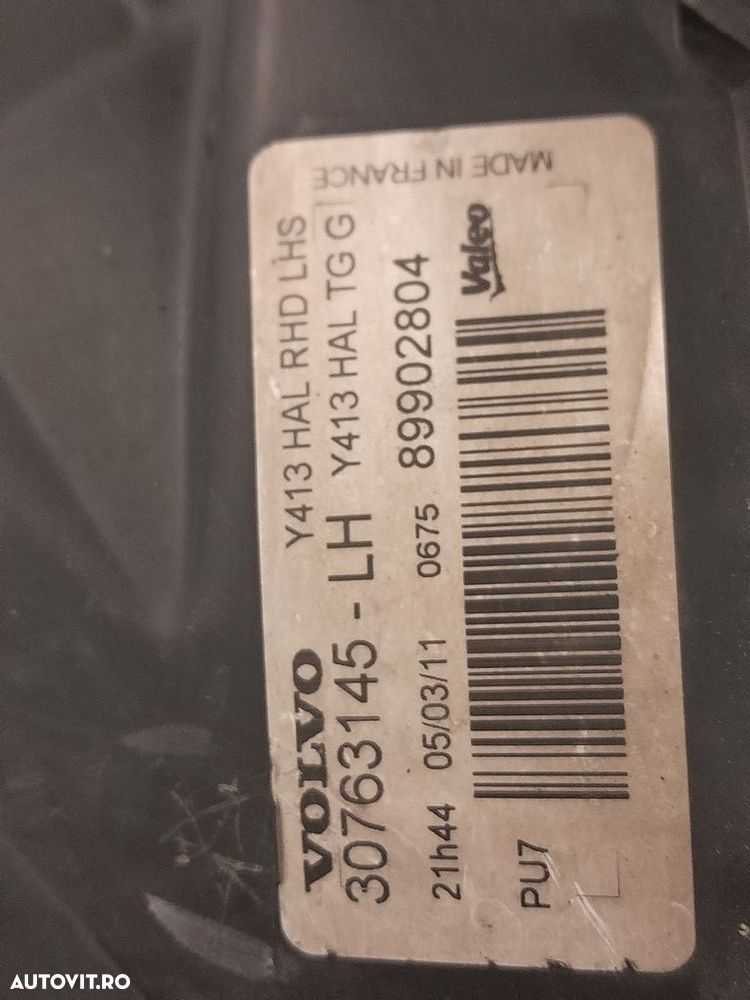 Y413 HAL RHD LHS
VOLVO
30763145 - LH Y413 HAL TG G
21h44 05/03/11 0675 89902804
Valeo
PU7
MADE IN FRANCE
AUTOVIT.RO